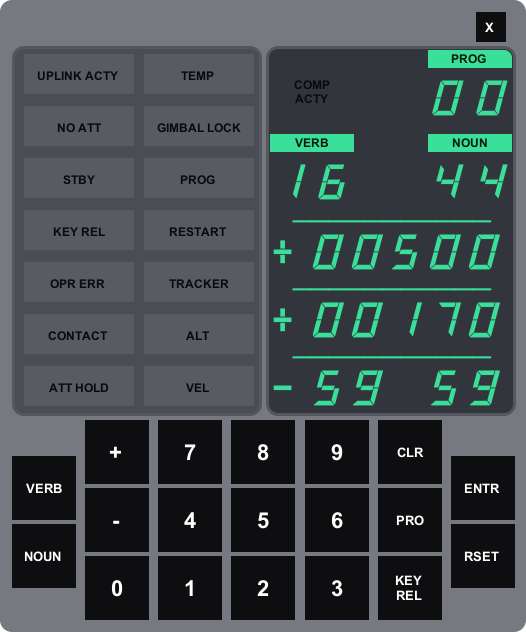 X
UPLINK ACTY TEMP
NO ATT GIMBAL LOCK
STBY PROG
KEY REL RESTART
OPR ERR TRACKER
CONTACT ALT
ATT HOLD VEL
PROG
COMP
ACTY
00
VERB NOUN
16 44
+00500
+00170
-59 59
VERB
NOUN
+ 7 8 9 CLR
- 4 5 6 PRO
0 1 2 3 KEY
REL
ENTR
RSET